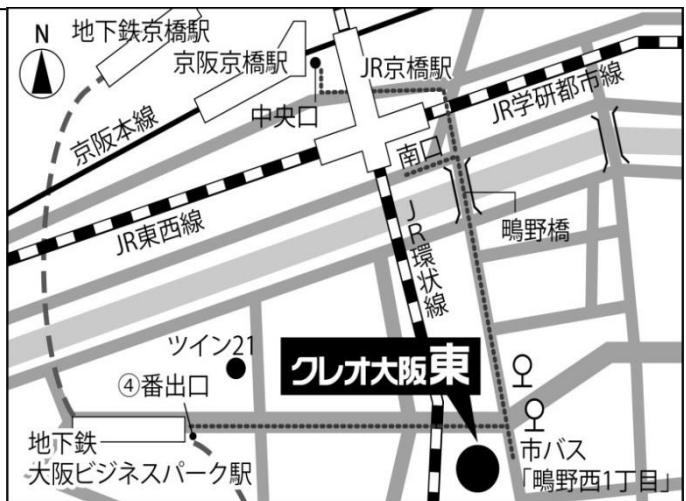 N
地下鉄京橋駅
京阪京橋駅
JR京橋駅
中央口
京阪本線
JR学研都市線
南口
JR東西線
JR環状線
鴫野橋
ツイン21
クレオ大阪東
④番出口
地下鉄
大阪ビジネスパーク駅
市バス
「鴫野西1丁目」